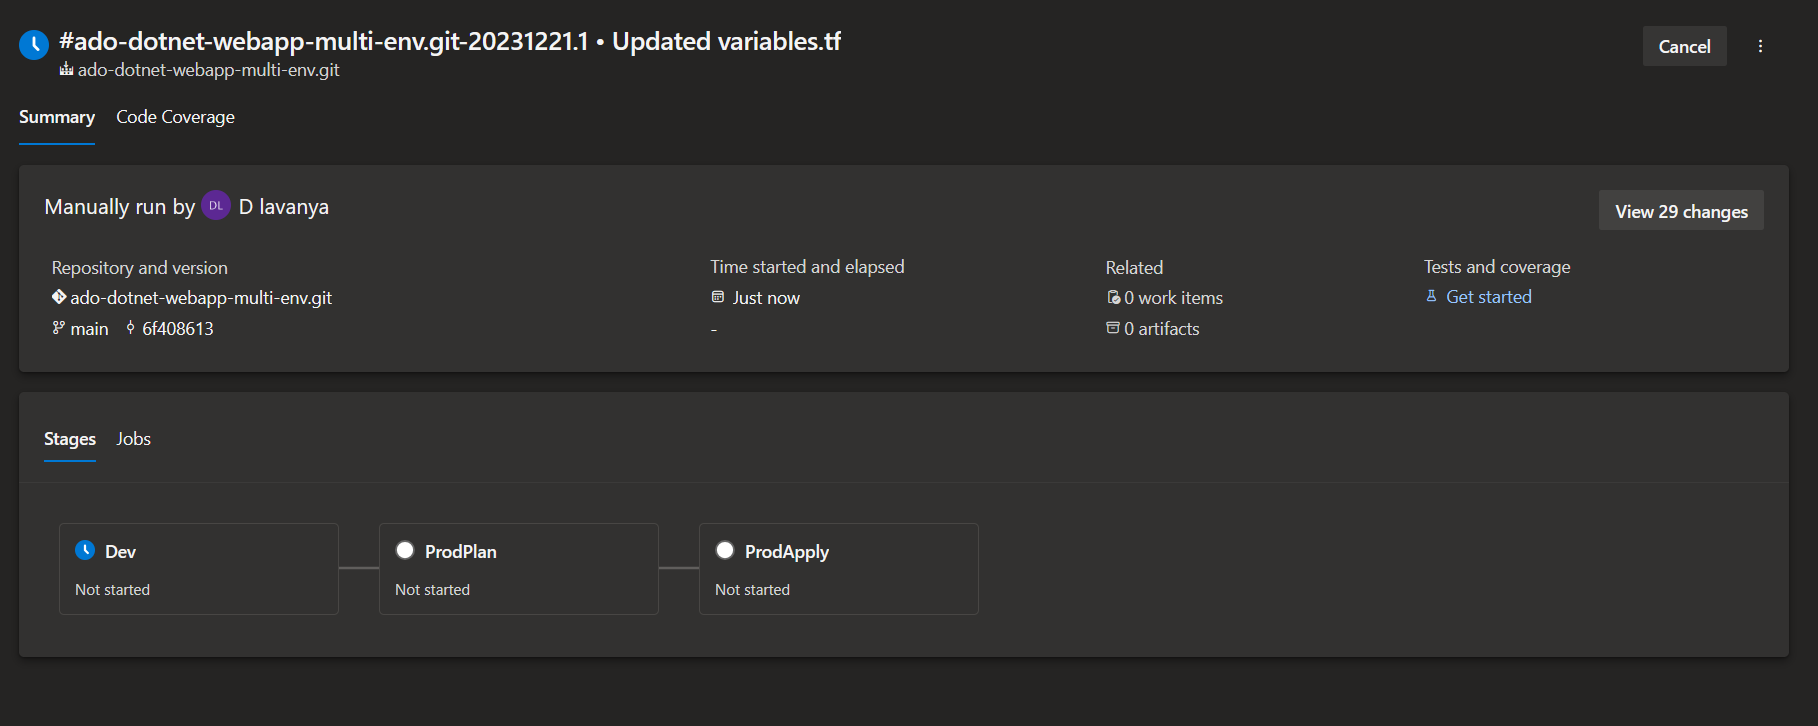 #ado-dotnet-webapp-multi-env.git-20231221.1 • Updated variables.tf
Cancel
ado-dotnet-webapp-multi-env.git
Summary
Code Coverage
Manually run by DL D lavanya
View 29 changes
Repository and version
ado-dotnet-webapp-multi-env.git
main 6f408613
Time started and elapsed
Just now
-
Related
0 work items
0 artifacts
Tests and coverage
Get started
Stages
Jobs
Dev
Not started
ProdPlan
Not started
ProdApply
Not started